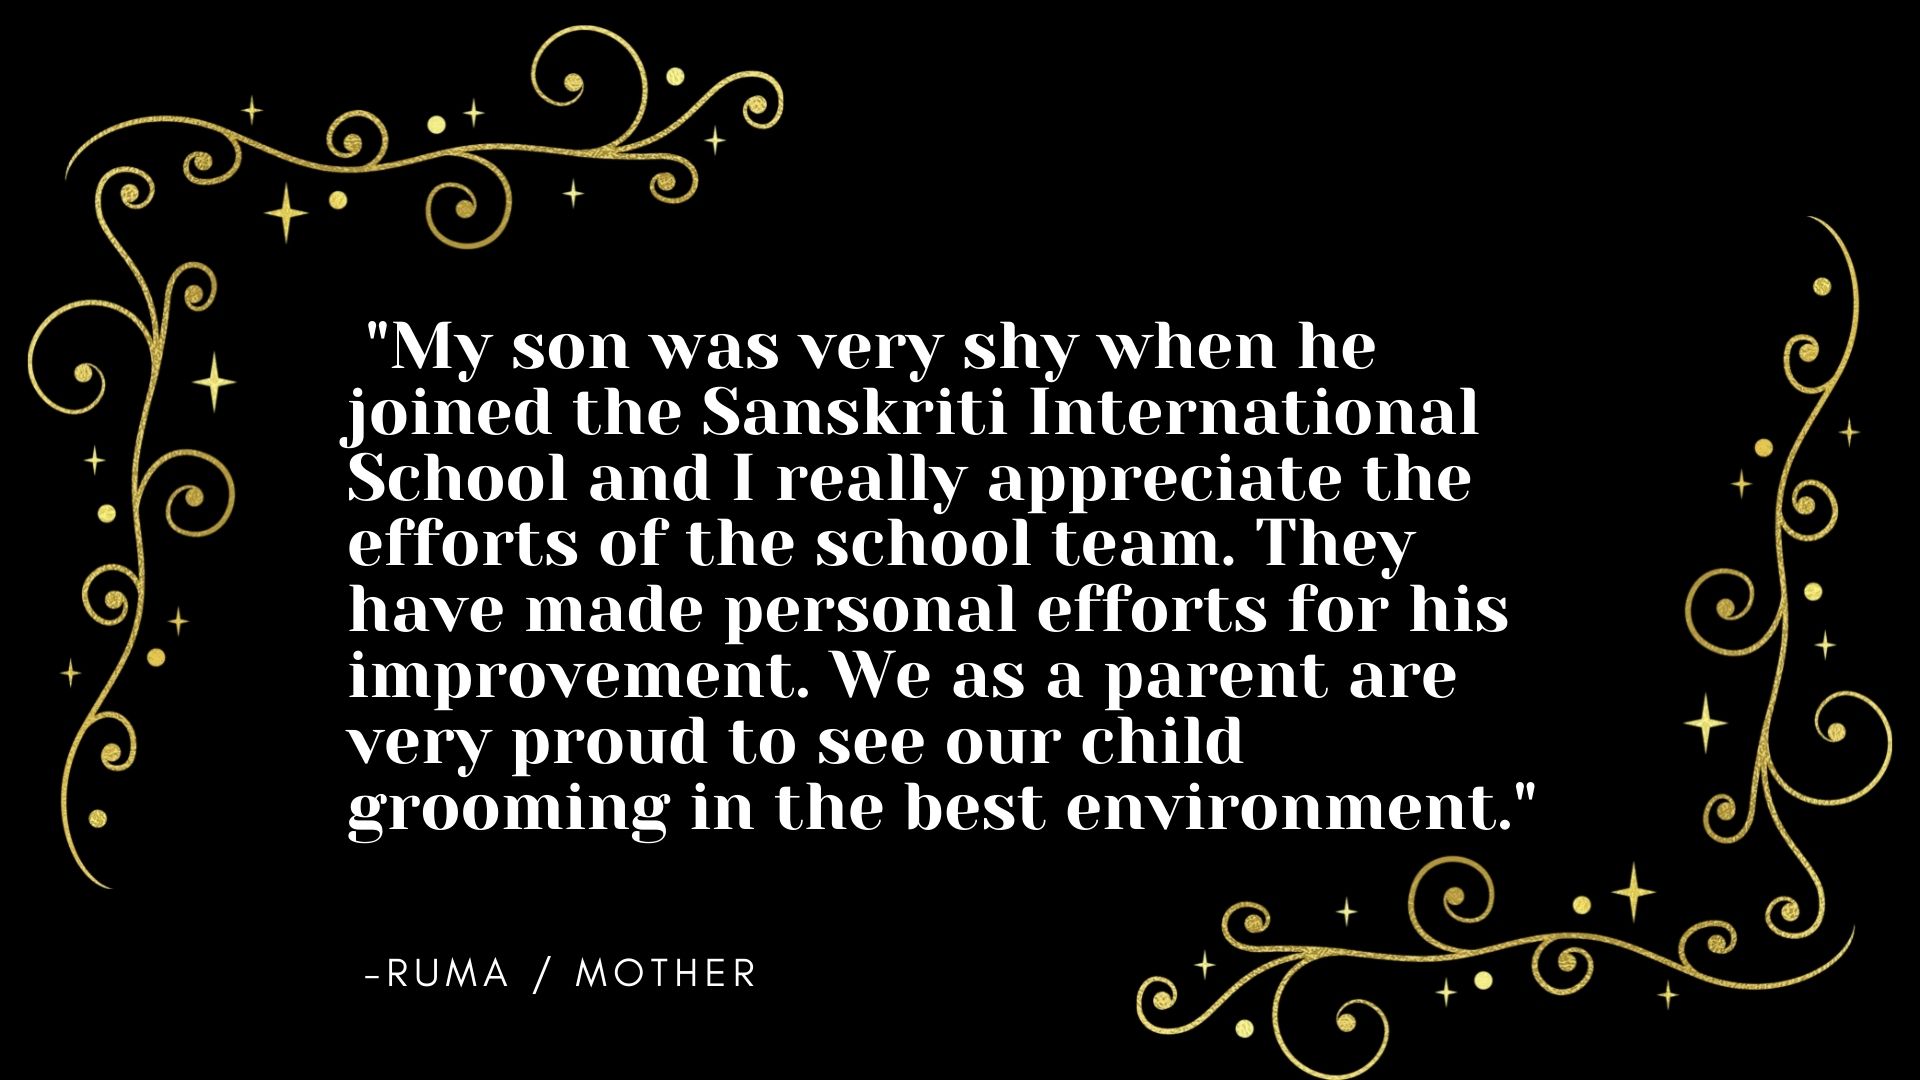 "My son was very shy when he
joined the Sanskriti International
School and I really appreciate the
efforts of the school team. They
have made personal efforts for his
improvement. We as a parent are
very proud to see our child
grooming in the best environment."
-RUMA / MOTHER